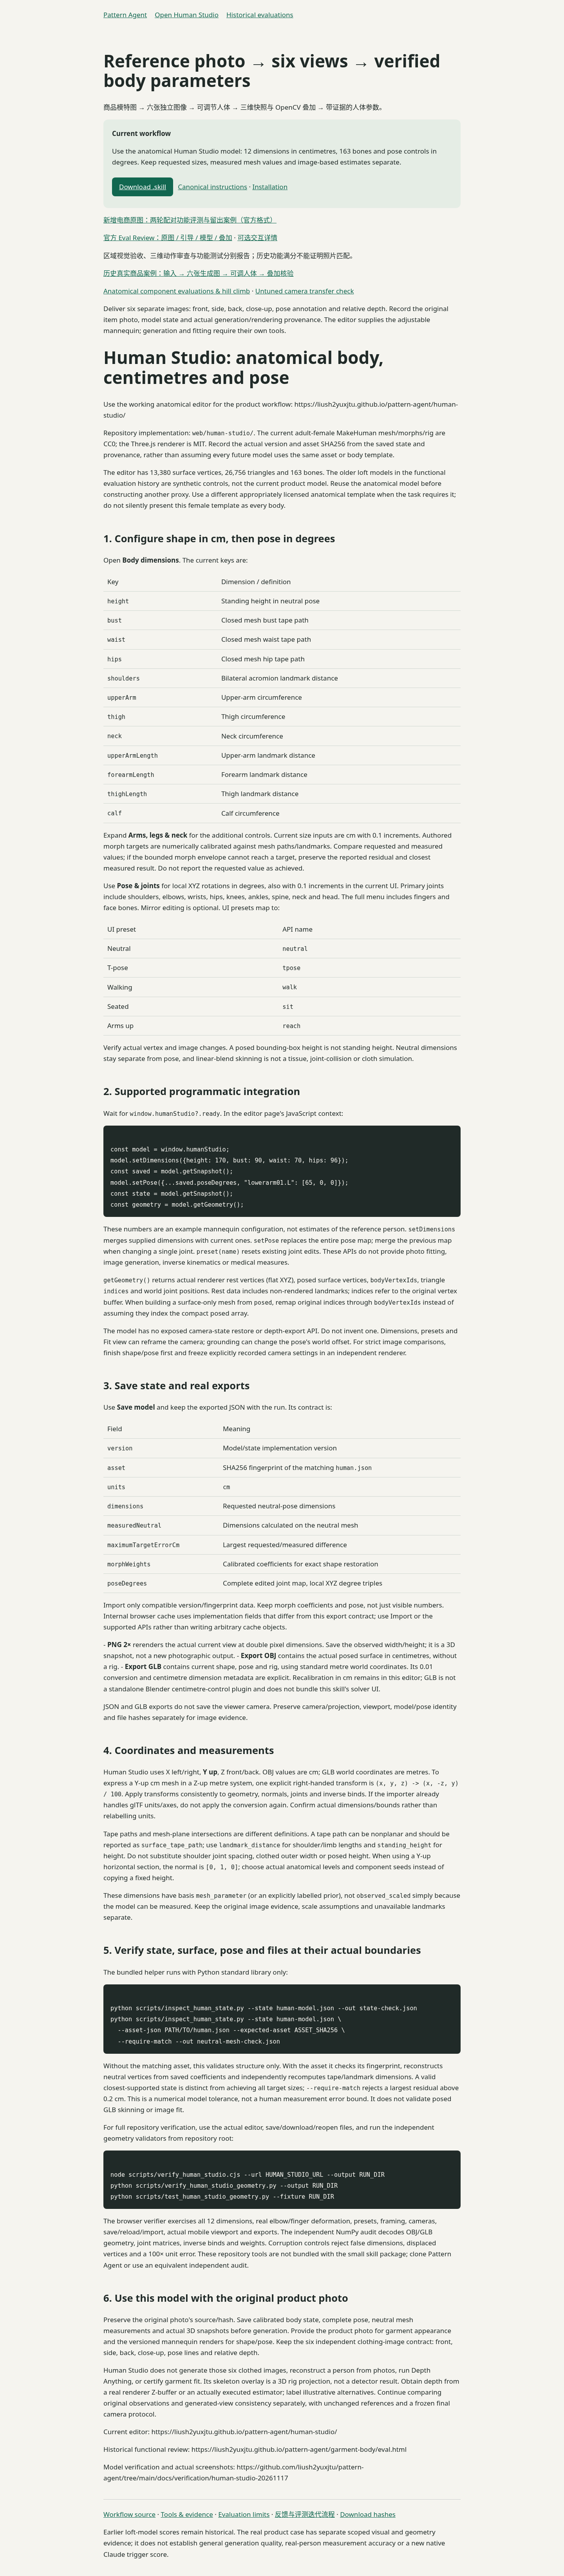 Pattern Agent Open Human Studio Historical evaluations
Reference photo → six views → verified
body parameters
商品模特图 → 六张独立图像 → 可调节人体 → 三维快照与 OpenCV 叠加 → 带证据的人体参数。
Current workflow
Use the anatomical Human Studio model: 12 dimensions in centimetres, 163 bones and pose controls in
degrees. Keep requested sizes, measured mesh values and image-based estimates separate.
Download .skill Canonical instructions · Installation
新增电商原图：两轮配对功能评测与留出案例（官方格式）
官方 Eval Review：原图 / 引导 / 模型 / 叠加 · 可选交互详情
区域视觉验收、三维动作审查与功能测试分别报告；历史功能满分不能证明照片匹配。
历史真实商品案例：输入 → 六张生成图 → 可调人体 → 叠加核验
Anatomical component evaluations & hill climb · Untuned camera transfer check
Deliver six separate images: front, side, back, close-up, pose annotation and relative depth. Record the original
item photo, model state and actual generation/rendering provenance. The editor supplies the adjustable
mannequin; generation and fitting require their own tools.
Human Studio: anatomical body,
centimetres and pose
Use the working anatomical editor for the product workflow: https://liush2yuxjtu.github.io/pattern-agent/human-
studio/
Repository implementation: web/human-studio/. The current adult-female MakeHuman mesh/morphs/rig are
CC0; the Three.js renderer is MIT. Record the actual version and asset SHA256 from the saved state and
provenance, rather than assuming every future model uses the same asset or body template.
The editor has 13,380 surface vertices, 26,756 triangles and 163 bones. The older loft models in the functional
evaluation history are synthetic controls, not the current product model. Reuse the anatomical model before
constructing another proxy. Use a different appropriately licensed anatomical template when the task requires it;
do not silently present this female template as every body.
1. Configure shape in cm, then pose in degrees
Open Body dimensions. The current keys are:
Key Dimension / definition
height Standing height in neutral pose
bust Closed mesh bust tape path
waist Closed mesh waist tape path
hips Closed mesh hip tape path
shoulders Bilateral acromion landmark distance
upperArm Upper-arm circumference
thigh Thigh circumference
neck Neck circumference
upperArmLength Upper-arm landmark distance
forearmLength Forearm landmark distance
thighLength Thigh landmark distance
calf Calf circumference
Expand Arms, legs & neck for the additional controls. Current size inputs are cm with 0.1 increments. Authored
morph targets are numerically calibrated against mesh paths/landmarks. Compare requested and measured
values; if the bounded morph envelope cannot reach a target, preserve the reported residual and closest
measured result. Do not report the requested value as achieved.
Use Pose & joints for local XYZ rotations in degrees, also with 0.1 increments in the current UI. Primary joints
include shoulders, elbows, wrists, hips, knees, ankles, spine, neck and head. The full menu includes fingers and
face bones. Mirror editing is optional. UI presets map to:
UI preset API name
Neutral neutral
T-pose tpose
Walking walk
Seated sit
Arms up reach
Verify actual vertex and image changes. A posed bounding-box height is not standing height. Neutral dimensions
stay separate from pose, and linear-blend skinning is not a tissue, joint-collision or cloth simulation.
2. Supported programmatic integration
Wait for window.humanStudio?.ready. In the editor page's JavaScript context:
const model = window.humanStudio;
model.setDimensions({height: 170, bust: 90, waist: 70, hips: 96});
const saved = model.getSnapshot();
model.setPose({...saved.poseDegrees, "lowerarm01.L": [65, 0, 0]});
const state = model.getSnapshot();
const geometry = model.getGeometry();
These numbers are an example mannequin configuration, not estimates of the reference person. setDimensions
merges supplied dimensions with current ones. setPose replaces the entire pose map; merge the previous map
when changing a single joint. preset(name) resets existing joint edits. These APIs do not provide photo fitting,
image generation, inverse kinematics or medical measures.
getGeometry() returns actual renderer rest vertices (flat XYZ), posed surface vertices, bodyVertexIds, triangle
indices and world joint positions. Rest data includes non-rendered landmarks; indices refer to the original vertex
buffer. When building a surface-only mesh from posed, remap original indices through bodyVertexIds instead of
assuming they index the compact posed array.
The model has no exposed camera-state restore or depth-export API. Do not invent one. Dimensions, presets and
Fit view can reframe the camera; grounding can change the pose's world offset. For strict image comparisons,
finish shape/pose first and freeze explicitly recorded camera settings in an independent renderer.
3. Save state and real exports
Use Save model and keep the exported JSON with the run. Its contract is:
Field Meaning
version Model/state implementation version
asset SHA256 fingerprint of the matching human.json
units cm
dimensions Requested neutral-pose dimensions
measuredNeutral Dimensions calculated on the neutral mesh
maximumTargetErrorCm Largest requested/measured difference
morphWeights Calibrated coefficients for exact shape restoration
poseDegrees Complete edited joint map, local XYZ degree triples
Import only compatible version/fingerprint data. Keep morph coefficients and pose, not just visible numbers.
Internal browser cache uses implementation fields that differ from this export contract; use Import or the
supported APIs rather than writing arbitrary cache objects.
- PNG 2× rerenders the actual current view at double pixel dimensions. Save the observed width/height; it is a 3D
snapshot, not a new photographic output. - Export OBJ contains the actual posed surface in centimetres, without
a rig. - Export GLB contains current shape, pose and rig, using standard metre world coordinates. Its 0.01
conversion and centimetre dimension metadata are explicit. Recalibration in cm remains in this editor; GLB is not
a standalone Blender centimetre-control plugin and does not bundle this skill's solver UI.
JSON and GLB exports do not save the viewer camera. Preserve camera/projection, viewport, model/pose identity
and file hashes separately for image evidence.
4. Coordinates and measurements
Human Studio uses X left/right, Y up, Z front/back. OBJ values are cm; GLB world coordinates are metres. To
express a Y-up cm mesh in a Z-up metre system, one explicit right-handed transform is (x, y, z) -> (x, -z, y)
/ 100. Apply transforms consistently to geometry, normals, joints and inverse binds. If the importer already
handles glTF units/axes, do not apply the conversion again. Confirm actual dimensions/bounds rather than
relabelling units.
Tape paths and mesh-plane intersections are different definitions. A tape path can be nonplanar and should be
reported as surface_tape_path; use landmark_distance for shoulder/limb lengths and standing_height for
height. Do not substitute shoulder joint spacing, clothed outer width or posed height. When using a Y-up
horizontal section, the normal is [0, 1, 0]; choose actual anatomical levels and component seeds instead of
copying a fixed height.
These dimensions have basis mesh_parameter (or an explicitly labelled prior), not observed_scaled simply because
the model can be measured. Keep the original image evidence, scale assumptions and unavailable landmarks
separate.
5. Verify state, surface, pose and files at their actual boundaries
The bundled helper runs with Python standard library only:
python scripts/inspect_human_state.py --state human-model.json --out state-check.json
python scripts/inspect_human_state.py --state human-model.json \
--asset-json PATH/TO/human.json --expected-asset ASSET_SHA256 \
--require-match --out neutral-mesh-check.json
Without the matching asset, this validates structure only. With the asset it checks its fingerprint, reconstructs
neutral vertices from saved coefficients and independently recomputes tape/landmark dimensions. A valid
closest-supported state is distinct from achieving all target sizes; --require-match rejects a largest residual above
0.2 cm. This is a numerical model tolerance, not a human measurement error bound. It does not validate posed
GLB skinning or image fit.
For full repository verification, use the actual editor, save/download/reopen files, and run the independent
geometry validators from repository root:
node scripts/verify_human_studio.cjs --url HUMAN_STUDIO_URL --output RUN_DIR
python scripts/verify_human_studio_geometry.py --output RUN_DIR
python scripts/test_human_studio_geometry.py --fixture RUN_DIR
The browser verifier exercises all 12 dimensions, real elbow/finger deformation, presets, framing, cameras,
save/reload/import, actual mobile viewport and exports. The independent NumPy audit decodes OBJ/GLB
geometry, joint matrices, inverse binds and weights. Corruption controls reject false dimensions, displaced
vertices and a 100× unit error. These repository tools are not bundled with the small skill package; clone Pattern
Agent or use an equivalent independent audit.
6. Use this model with the original product photo
Preserve the original photo's source/hash. Save calibrated body state, complete pose, neutral mesh
measurements and actual 3D snapshots before generation. Provide the product photo for garment appearance
and the versioned mannequin renders for shape/pose. Keep the six independent clothing-image contract: front,
side, back, close-up, pose lines and relative depth.
Human Studio does not generate those six clothed images, reconstruct a person from photos, run Depth
Anything, or certify garment fit. Its skeleton overlay is a 3D rig projection, not a detector result. Obtain depth from
a real renderer Z-buffer or an actually executed estimator; label illustrative alternatives. Continue comparing
original observations and generated-view consistency separately, with unchanged references and a frozen final
camera protocol.
Current editor: https://liush2yuxjtu.github.io/pattern-agent/human-studio/
Historical functional review: https://liush2yuxjtu.github.io/pattern-agent/garment-body/eval.html
Model verification and actual screenshots: https://github.com/liush2yuxjtu/pattern-
agent/tree/main/docs/verification/human-studio-20261117
Workflow source · Tools & evidence · Evaluation limits · 反馈与评测迭代流程 · Download hashes
Earlier loft-model scores remain historical. The real product case has separate scoped visual and geometry
evidence; it does not establish general generation quality, real-person measurement accuracy or a new native
Claude trigger score.